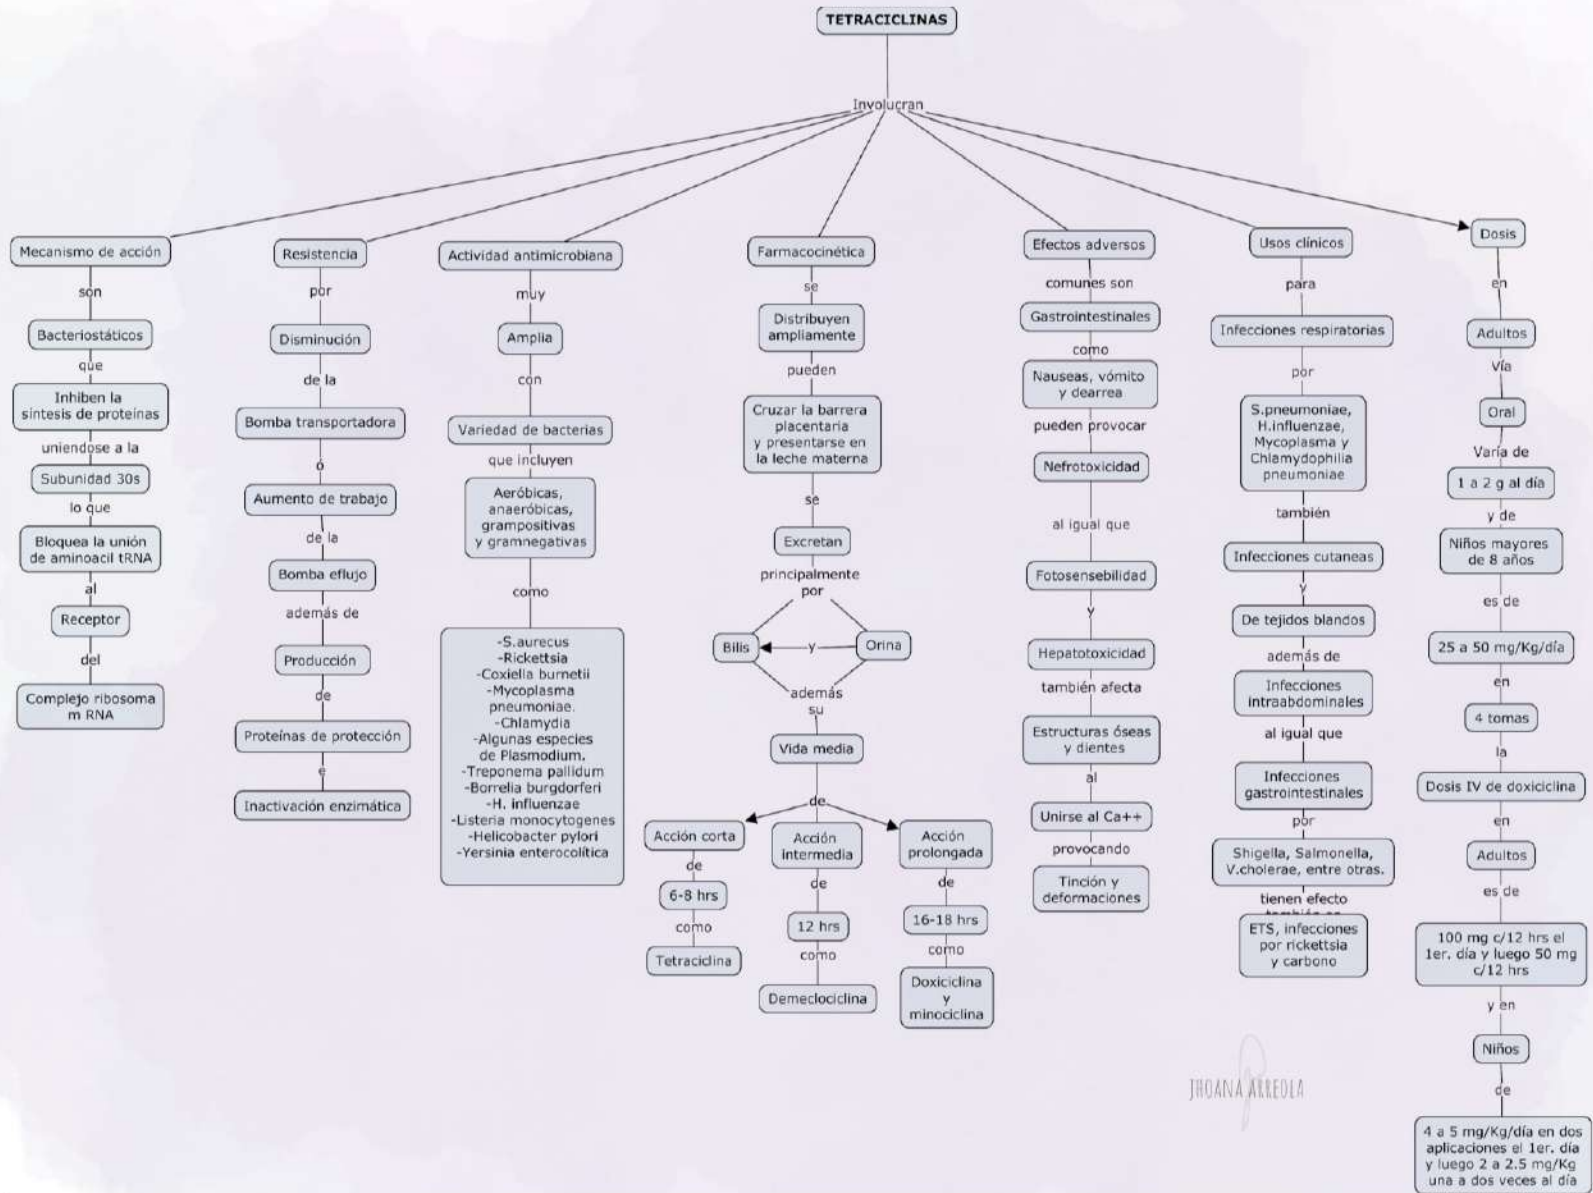 TETRACICLINAS
Involucran
Mecanismo de acción
son
Bacteriostáticos
que
Inhiben la
síntesis de proteínas
uniendose a la
Subunidad 30s
lo que
Bloquea la unión
de aminoacil tRNA
al
Receptor
del
Complejo ribosoma
m RNA
Resistencia
por
Disminución
de la
Bomba transportadora
ó
Aumento de trabajo
de la
Bomba eflujo
además de
Producción
de
Proteínas de protección
e
Inactivación enzimática
Actividad antimicrobiana
muy
Amplia
con
Variedad de bacterias
que incluyen
Aeróbicas,
anaeróbicas,
grampositivas
y gramnegativas
como
-S.aurecus
-Rickettsia
-Coxiella burnetii
-Mycoplasma
pneumoniae.
-Chlamydia
-Algunas especies
de Plasmodium.
-Treponema pallidum
-Borrelia burgdorferi
-H. influenzae
-Listeria monocytogenes
-Helicobacter pylori
-Yersinia enterocolítica
Farmacocinética
se
Distribuyen
ampliamente
pueden
Cruzar la barrera
placentaria
y presentarse en
la leche materna
se
Excretan
principalmente
por
Bilis
y
Orina
además
su
Vida media
de
Acción corta
de
6-8 hrs
como
Tetraciclina
Acción
intermedia
de
12 hrs
como
Demeclociclina
Acción
prolongada
de
16-18 hrs
como
Doxiciclina
y
minociclina
Efectos adversos
comunes son
Gastrointestinales
como
Nauseas, vómito
y dearrea
pueden provocar
Nefrotoxicidad
al igual que
Fotosensebilidad
y
Hepatotoxicidad
también afecta
Estructuras óseas
y dientes
al
Unirse al Ca++
provocando
Tinción y
deformaciones
Usos clínicos
para
Infecciones respiratorias
por
S.pneumoniae,
H.influenzae,
Mycoplasma y
Chlamydophilia
pneumoniae
también
Infecciones cutaneas
y
De tejidos blandos
además de
Infecciones
intraabdominales
al igual que
Infecciones
gastrointestinales
por
Shigella, Salmonella,
V.cholerae, entre otras.
tienen efecto
ETS, infecciones
por rickettsia
y carbono
Dosis
en
Adultos
Vía
Oral
Varía de
1 a 2 g al día
y de
Niños mayores
de 8 años
es de
25 a 50 mg/Kg/día
en
4 tomas
la
Dosis IV de doxiciclina
en
Adultos
es de
100 mg c/12 hrs el
1er. día y luego 50 mg
c/12 hrs
y en
Niños
de
4 a 5 mg/Kg/día en dos
aplicaciones el 1er. día
y luego 2 a 2.5 mg/Kg
una a dos veces al día
JHOANA ARREOLA